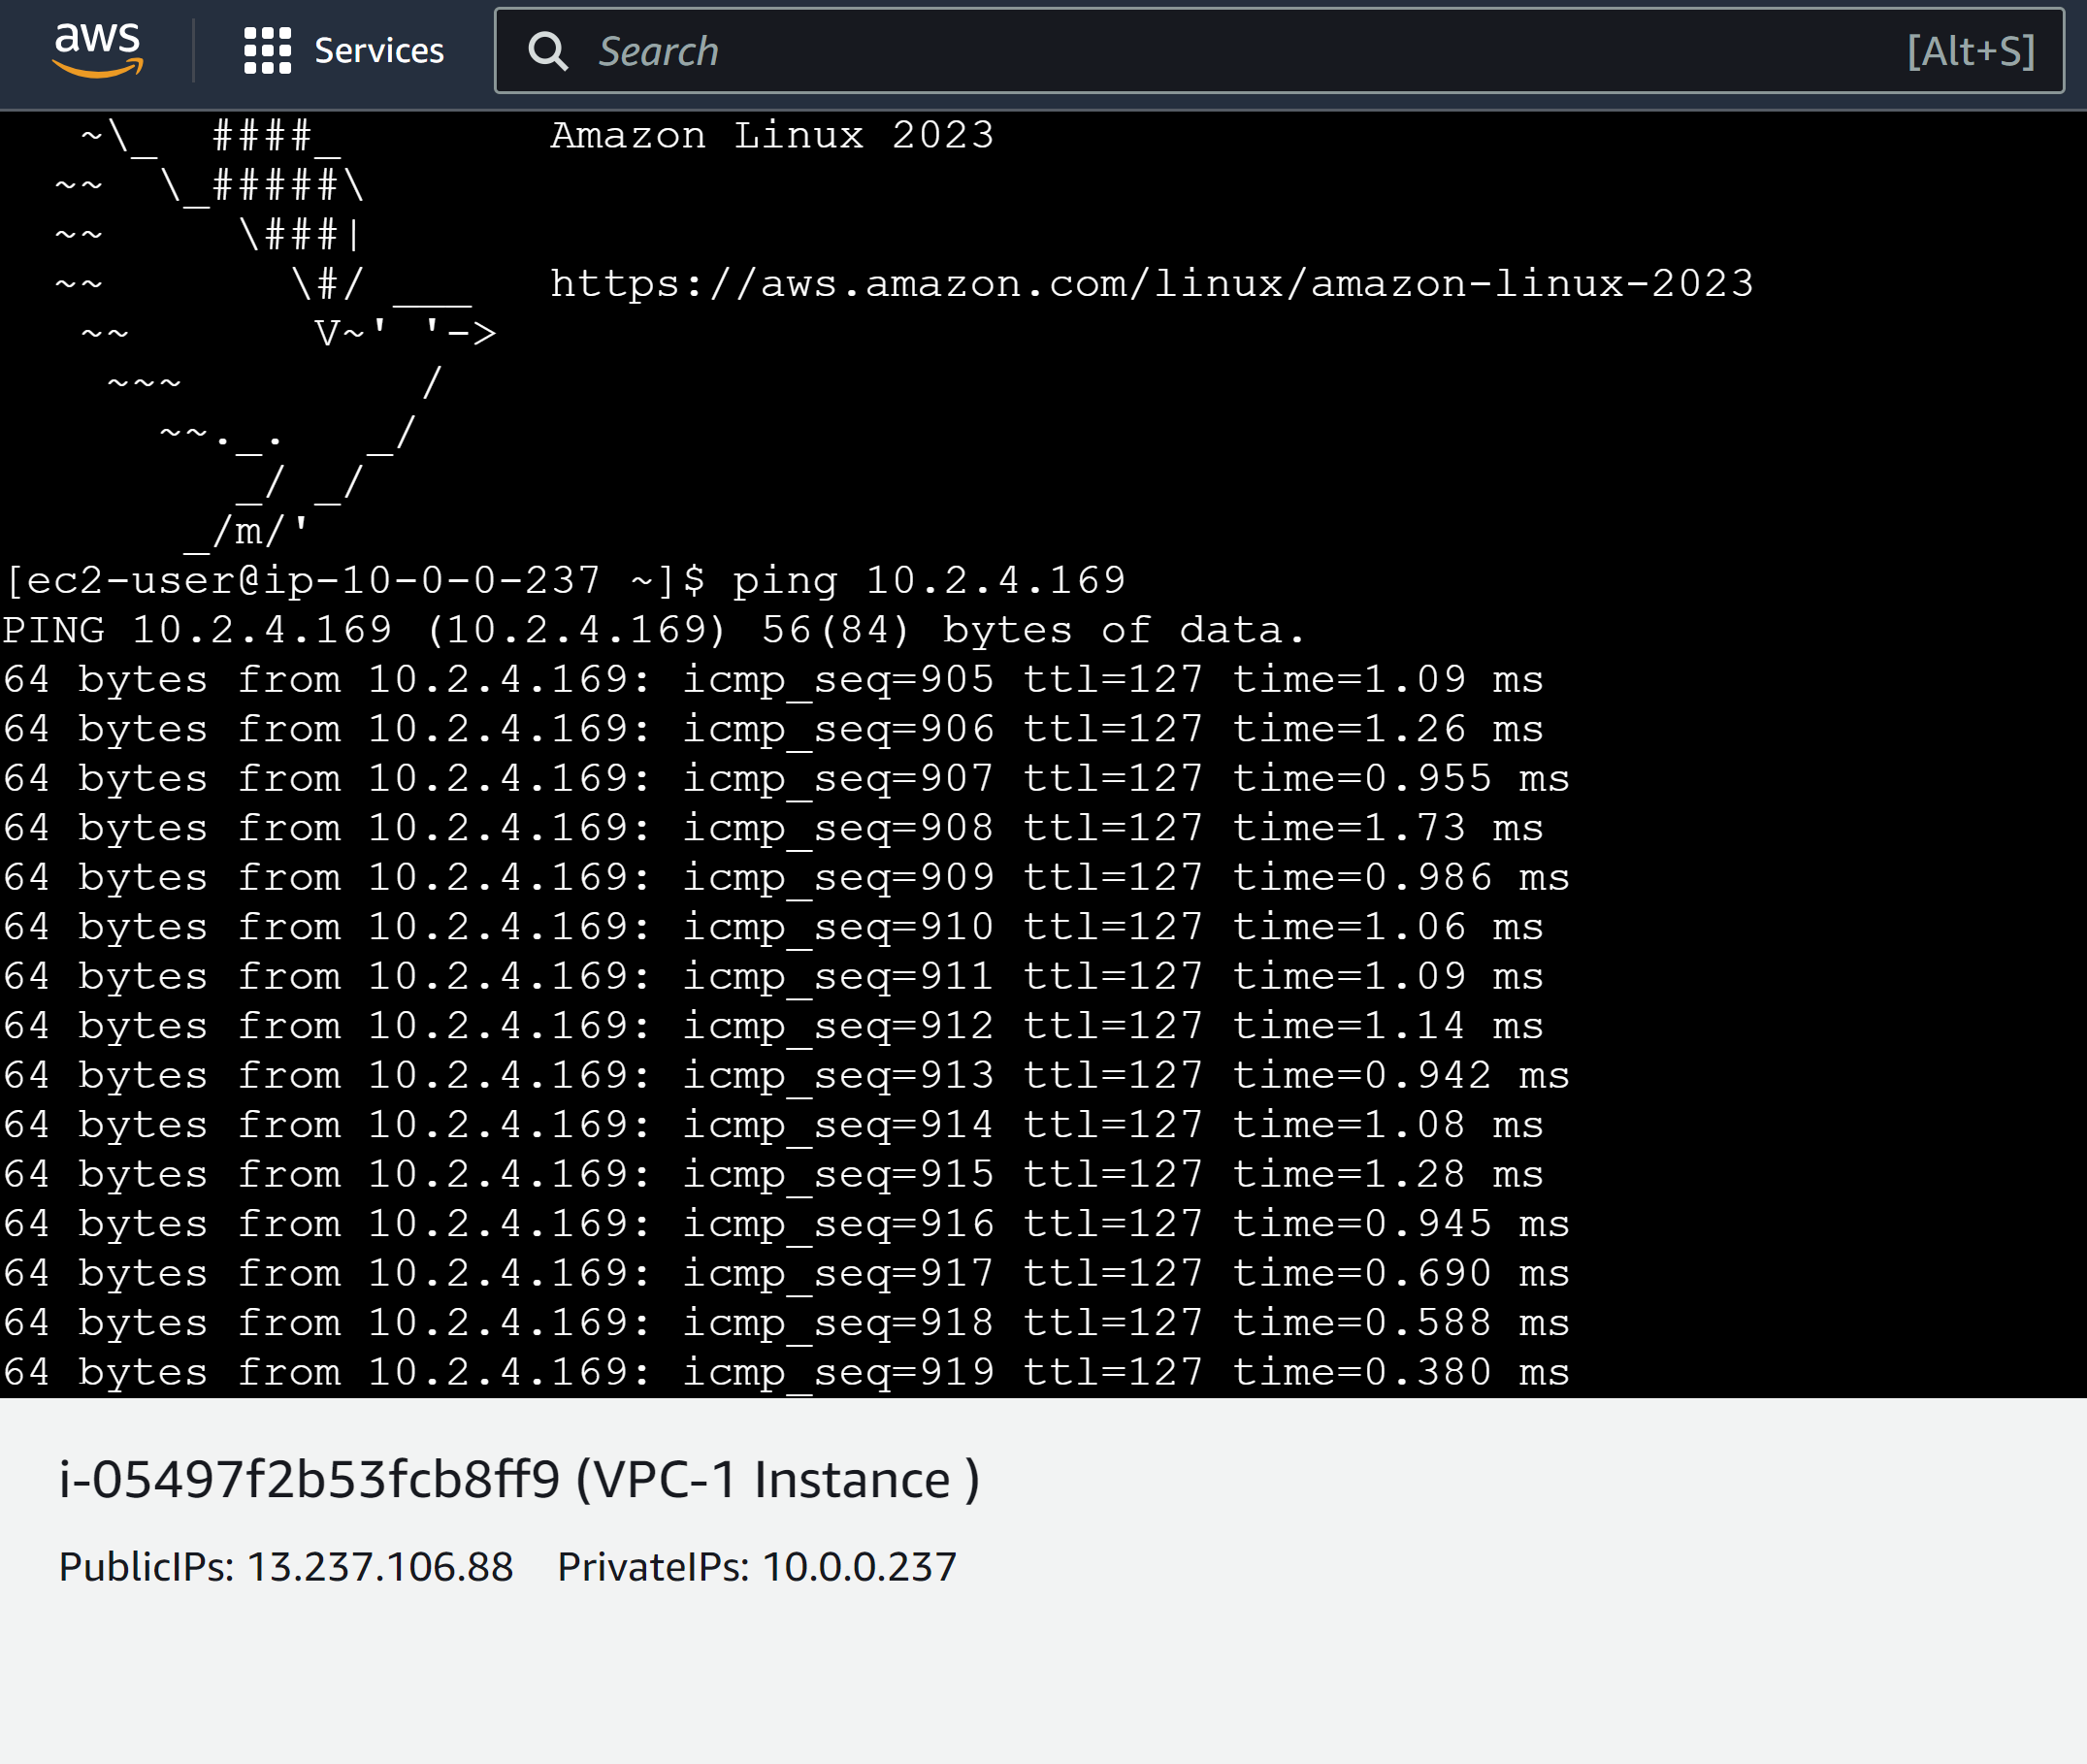 aws Services Search [Alt+S]
   ~\_  ####_        Amazon Linux 2023
  ~~  \_#####\
  ~~     \###|
  ~~       \#/ ___   https://aws.amazon.com/linux/amazon-linux-2023
   ~~       V~' '->
    ~~~         /
      ~~._.   _/
         _/ _/
       _/m/'
[ec2-user@ip-10-0-0-237 ~]$ ping 10.2.4.169
PING 10.2.4.169 (10.2.4.169) 56(84) bytes of data.
64 bytes from 10.2.4.169: icmp_seq=905 ttl=127 time=1.09 ms
64 bytes from 10.2.4.169: icmp_seq=906 ttl=127 time=1.26 ms
64 bytes from 10.2.4.169: icmp_seq=907 ttl=127 time=0.955 ms
64 bytes from 10.2.4.169: icmp_seq=908 ttl=127 time=1.73 ms
64 bytes from 10.2.4.169: icmp_seq=909 ttl=127 time=0.986 ms
64 bytes from 10.2.4.169: icmp_seq=910 ttl=127 time=1.06 ms
64 bytes from 10.2.4.169: icmp_seq=911 ttl=127 time=1.09 ms
64 bytes from 10.2.4.169: icmp_seq=912 ttl=127 time=1.14 ms
64 bytes from 10.2.4.169: icmp_seq=913 ttl=127 time=0.942 ms
64 bytes from 10.2.4.169: icmp_seq=914 ttl=127 time=1.08 ms
64 bytes from 10.2.4.169: icmp_seq=915 ttl=127 time=1.28 ms
64 bytes from 10.2.4.169: icmp_seq=916 ttl=127 time=0.945 ms
64 bytes from 10.2.4.169: icmp_seq=917 ttl=127 time=0.690 ms
64 bytes from 10.2.4.169: icmp_seq=918 ttl=127 time=0.588 ms
64 bytes from 10.2.4.169: icmp_seq=919 ttl=127 time=0.380 ms
i-05497f2b53fcb8ff9 (VPC-1 Instance )
PublicIPs: 13.237.106.88 PrivateIPs: 10.0.0.237